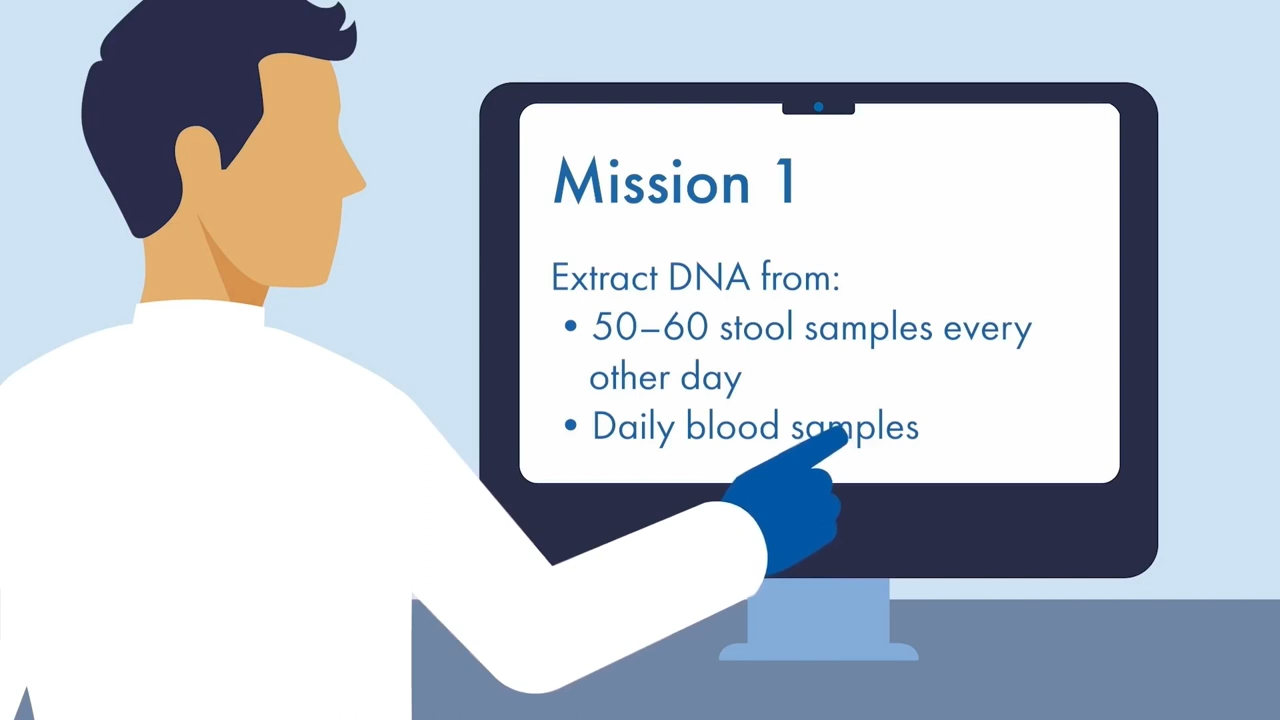 Mission 1
Extract DNA from:
• 50–60 stool samples every
other day
• Daily blood samples